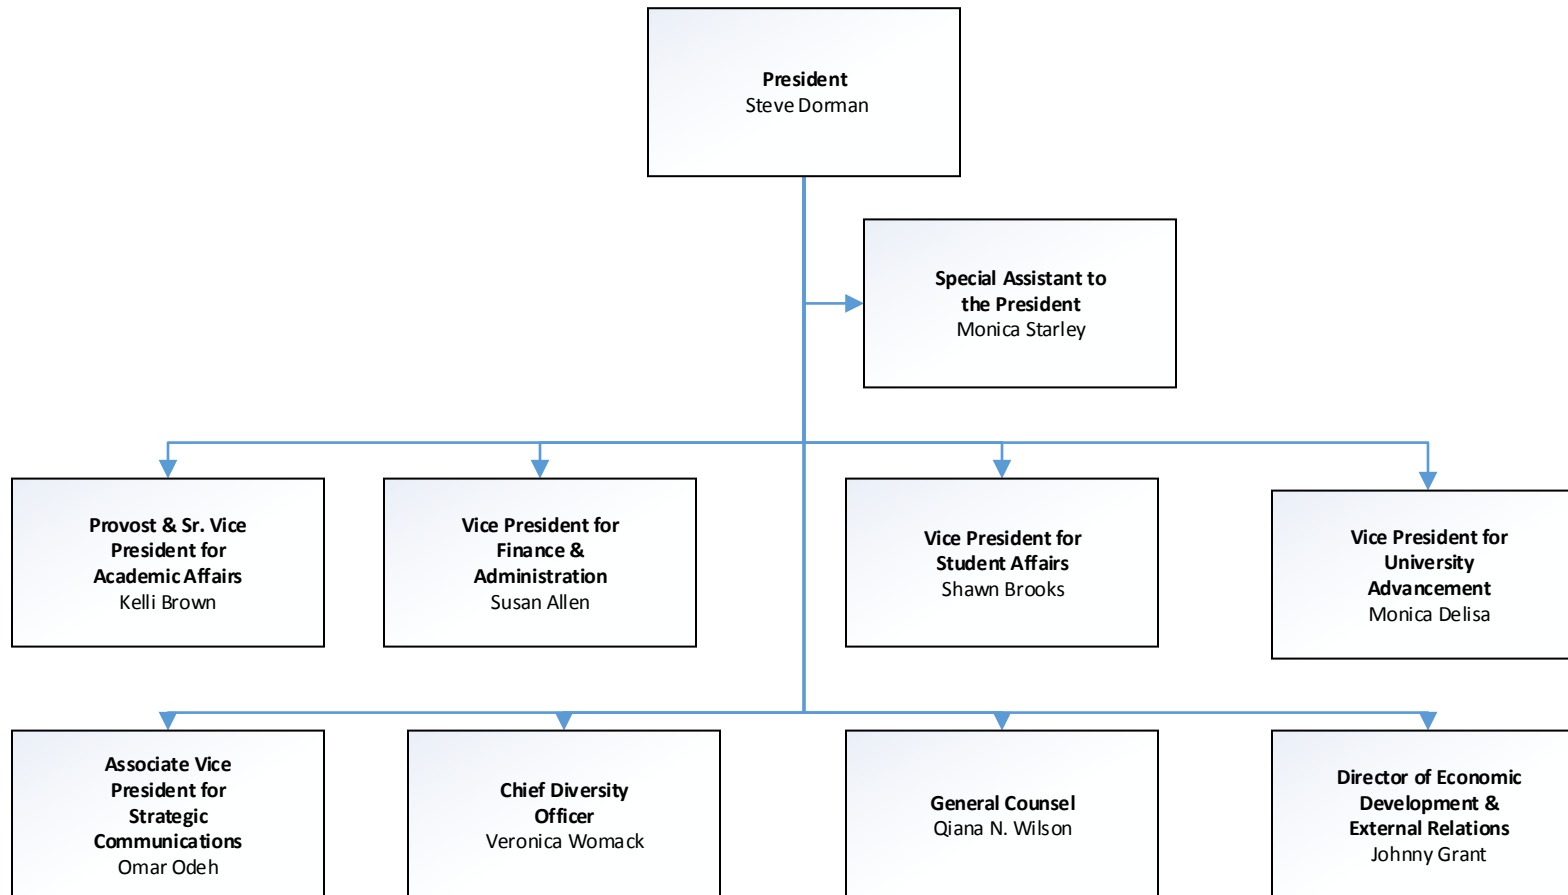 President
Steve Dorman
Special Assistant to
the President
Monica Starley
Provost & Sr. Vice
President for
Academic Affairs
Kelli Brown
Vice President for
Finance &
Administration
Susan Allen
Vice President for
Student Affairs
Shawn Brooks
Vice President for
University
Advancement
Monica Delisa
Associate Vice
President for
Strategic
Communications
Omar Odeh
Chief Diversity
Officer
Veronica Womack
General Counsel
Qiana N. Wilson
Director of Economic
Development &
External Relations
Johnny Grant